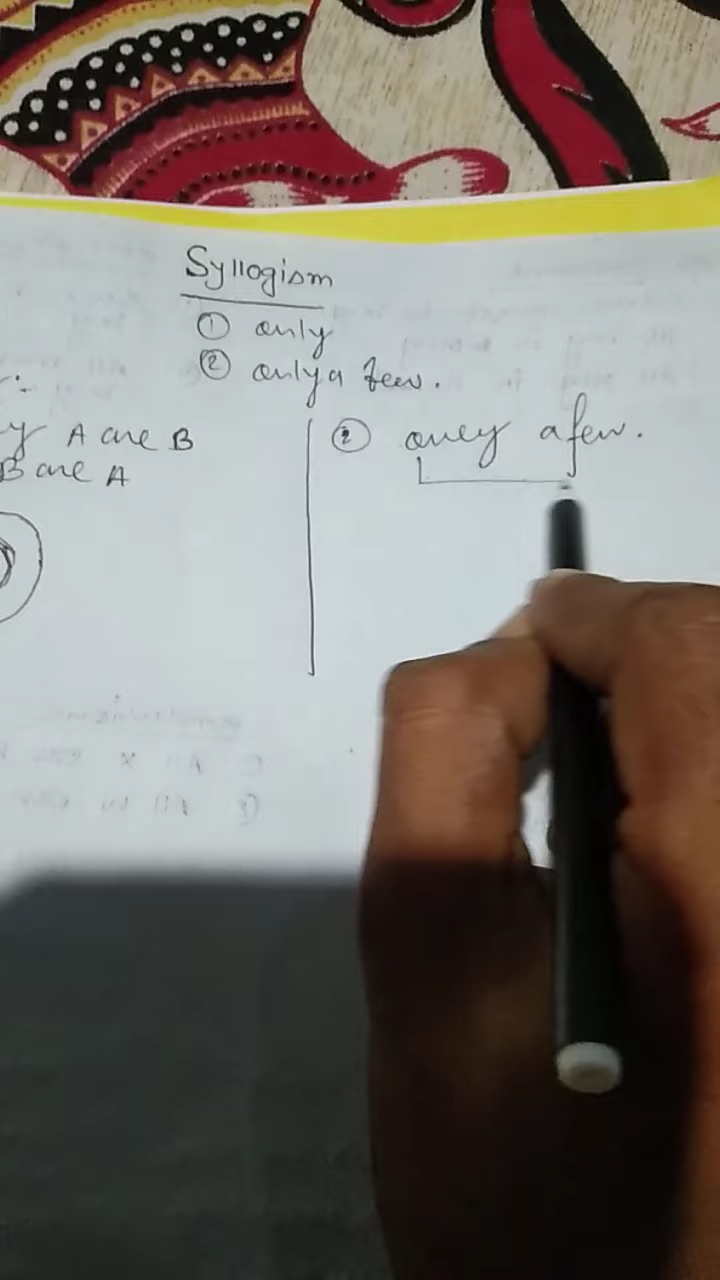 Syllogism
① only
② only a few.
y A are B
B are A
② only a few.